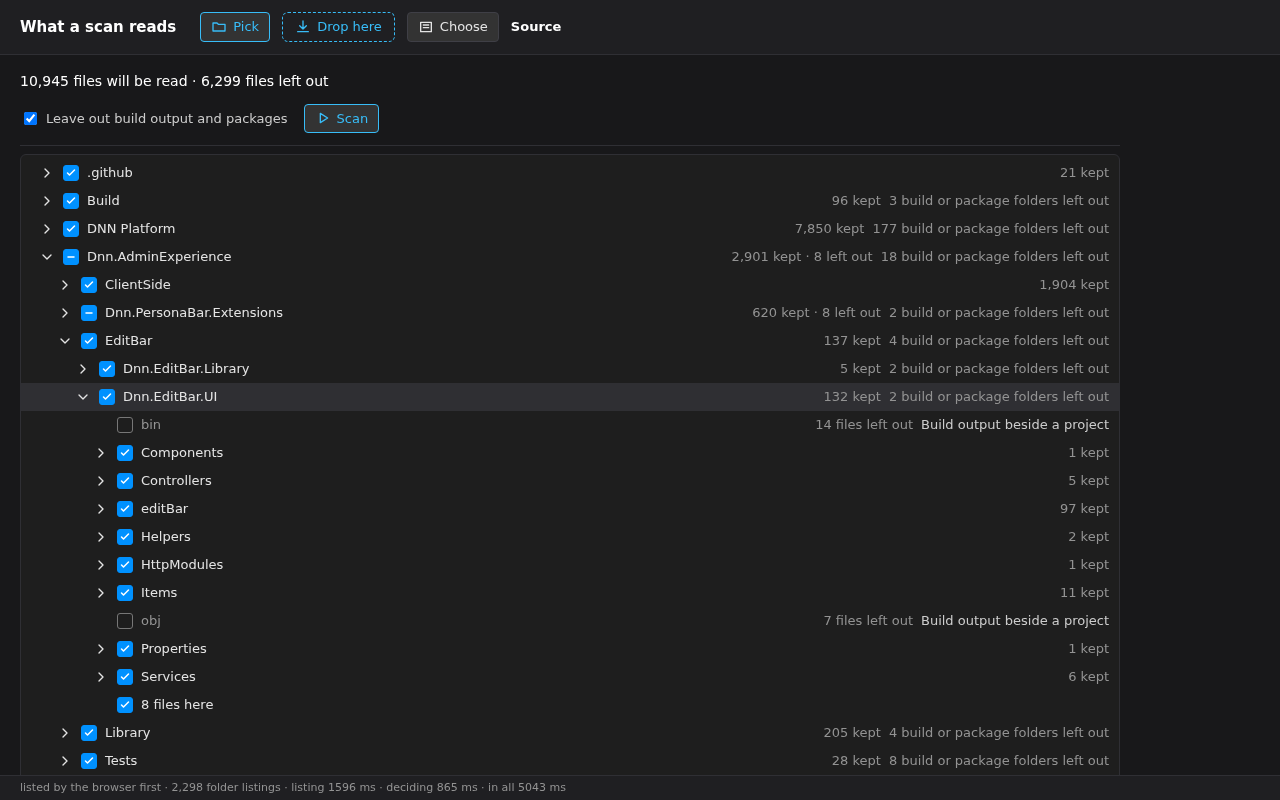 What a scan reads Pick Drop here Choose Source
10,945 files will be read · 6,299 files left out
Leave out build output and packages Scan
.github 21 kept
Build 96 kept 3 build or package folders left out
DNN Platform 7,850 kept 177 build or package folders left out
Dnn.AdminExperience 2,901 kept · 8 left out 18 build or package folders left out
ClientSide 1,904 kept
Dnn.PersonaBar.Extensions 620 kept · 8 left out 2 build or package folders left out
EditBar 137 kept 4 build or package folders left out
Dnn.EditBar.Library 5 kept 2 build or package folders left out
Dnn.EditBar.UI 132 kept 2 build or package folders left out
bin 14 files left out Build output beside a project
Components 1 kept
Controllers 5 kept
editBar 97 kept
Helpers 2 kept
HttpModules 1 kept
Items 11 kept
obj 7 files left out Build output beside a project
Properties 1 kept
Services 6 kept
8 files here
Library 205 kept 4 build or package folders left out
Tests 28 kept 8 build or package folders left out
listed by the browser first · 2,298 folder listings · listing 1596 ms · deciding 865 ms · in all 5043 ms